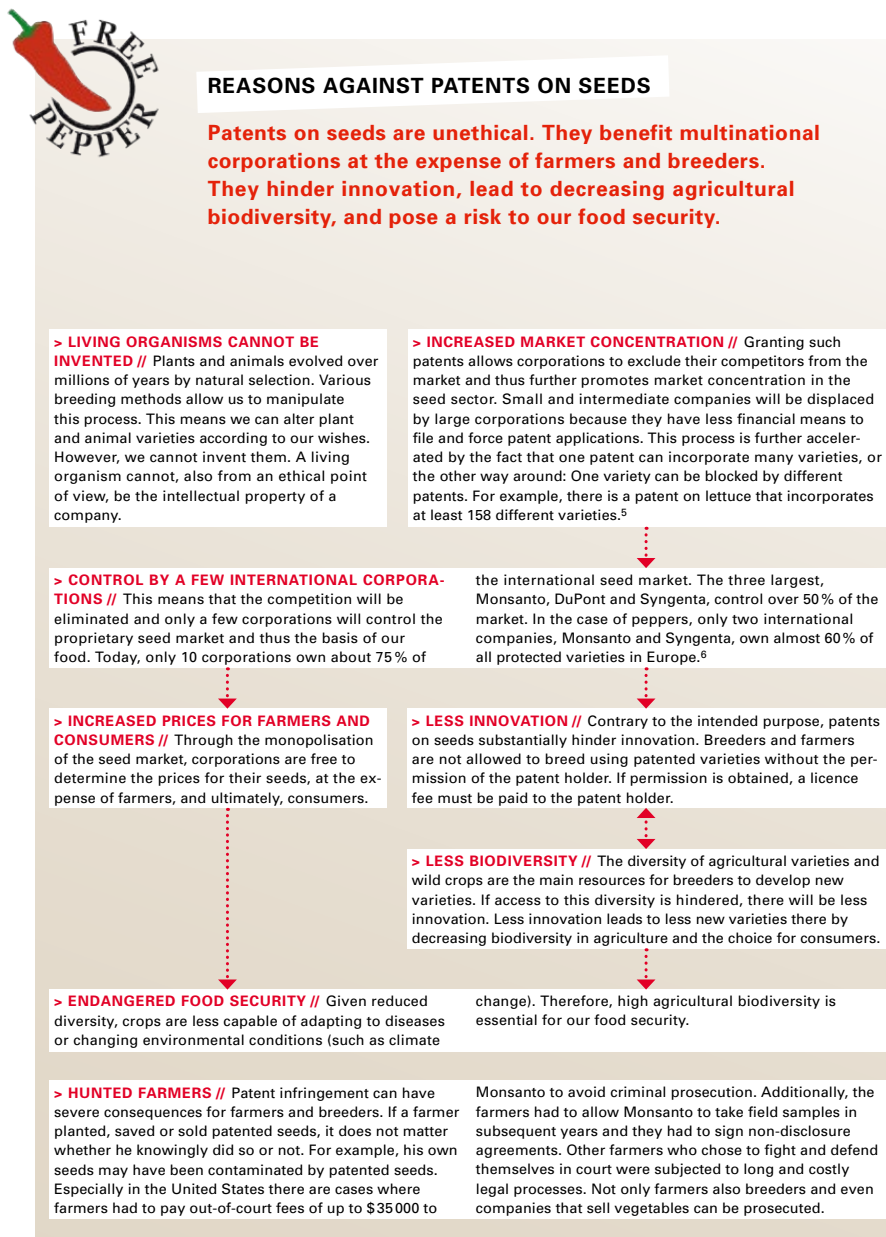 FREE
PEPPER
REASONS AGAINST PATENTS ON SEEDS
Patents on seeds are unethical. They benefit multinational
corporations at the expense of farmers and breeders.
They hinder innovation, lead to decreasing agricultural
biodiversity, and pose a risk to our food security.
> LIVING ORGANISMS CANNOT BE
INVENTED // Plants and animals evolved over
millions of years by natural selection. Various
breeding methods allow us to manipulate
this process. This means we can alter plant
and animal varieties according to our wishes.
However, we cannot invent them. A living
organism cannot, also from an ethical point
of view, be the intellectual property of a
company.
> INCREASED MARKET CONCENTRATION // Granting such
patents allows corporations to exclude their competitors from the
market and thus further promotes market concentration in the
seed sector. Small and intermediate companies will be displaced
by large corporations because they have less financial means to
file and force patent applications. This process is further acceler-
ated by the fact that one patent can incorporate many varieties, or
the other way around: One variety can be blocked by different
patents. For example, there is a patent on lettuce that incorporates
at least 158 different varieties.5
> CONTROL BY A FEW INTERNATIONAL CORPORA-
TIONS // This means that the competition will be
eliminated and only a few corporations will control the
proprietary seed market and thus the basis of our
food. Today, only 10 corporations own about 75% of
the international seed market. The three largest,
Monsanto, DuPont and Syngenta, control over 50% of the
market. In the case of peppers, only two international
companies, Monsanto and Syngenta, own almost 60% of
all protected varieties in Europe.6
> INCREASED PRICES FOR FARMERS AND
CONSUMERS // Through the monopolisation
of the seed market, corporations are free to
determine the prices for their seeds, at the ex-
pense of farmers, and ultimately, consumers.
> LESS INNOVATION // Contrary to the intended purpose, patents
on seeds substantially hinder innovation. Breeders and farmers
are not allowed to breed using patented varieties without the per-
mission of the patent holder. If permission is obtained, a licence
fee must be paid to the patent holder.
> LESS BIODIVERSITY // The diversity of agricultural varieties and
wild crops are the main resources for breeders to develop new
varieties. If access to this diversity is hindered, there will be less
innovation. Less innovation leads to less new varieties there by
decreasing biodiversity in agriculture and the choice for consumers.
> ENDANGERED FOOD SECURITY // Given reduced
diversity, crops are less capable of adapting to diseases
or changing environmental conditions (such as climate
change). Therefore, high agricultural biodiversity is
essential for our food security.
> HUNTED FARMERS // Patent infringement can have
severe consequences for farmers and breeders. If a farmer
planted, saved or sold patented seeds, it does not matter
whether he knowingly did so or not. For example, his own
seeds may have been contaminated by patented seeds.
Especially in the United States there are cases where
farmers had to pay out-of-court fees of up to $35000 to
Monsanto to avoid criminal prosecution. Additionally, the
farmers had to allow Monsanto to take field samples in
subsequent years and they had to sign non-disclosure
agreements. Other farmers who chose to fight and defend
themselves in court were subjected to long and costly
legal processes. Not only farmers also breeders and even
companies that sell vegetables can be prosecuted.